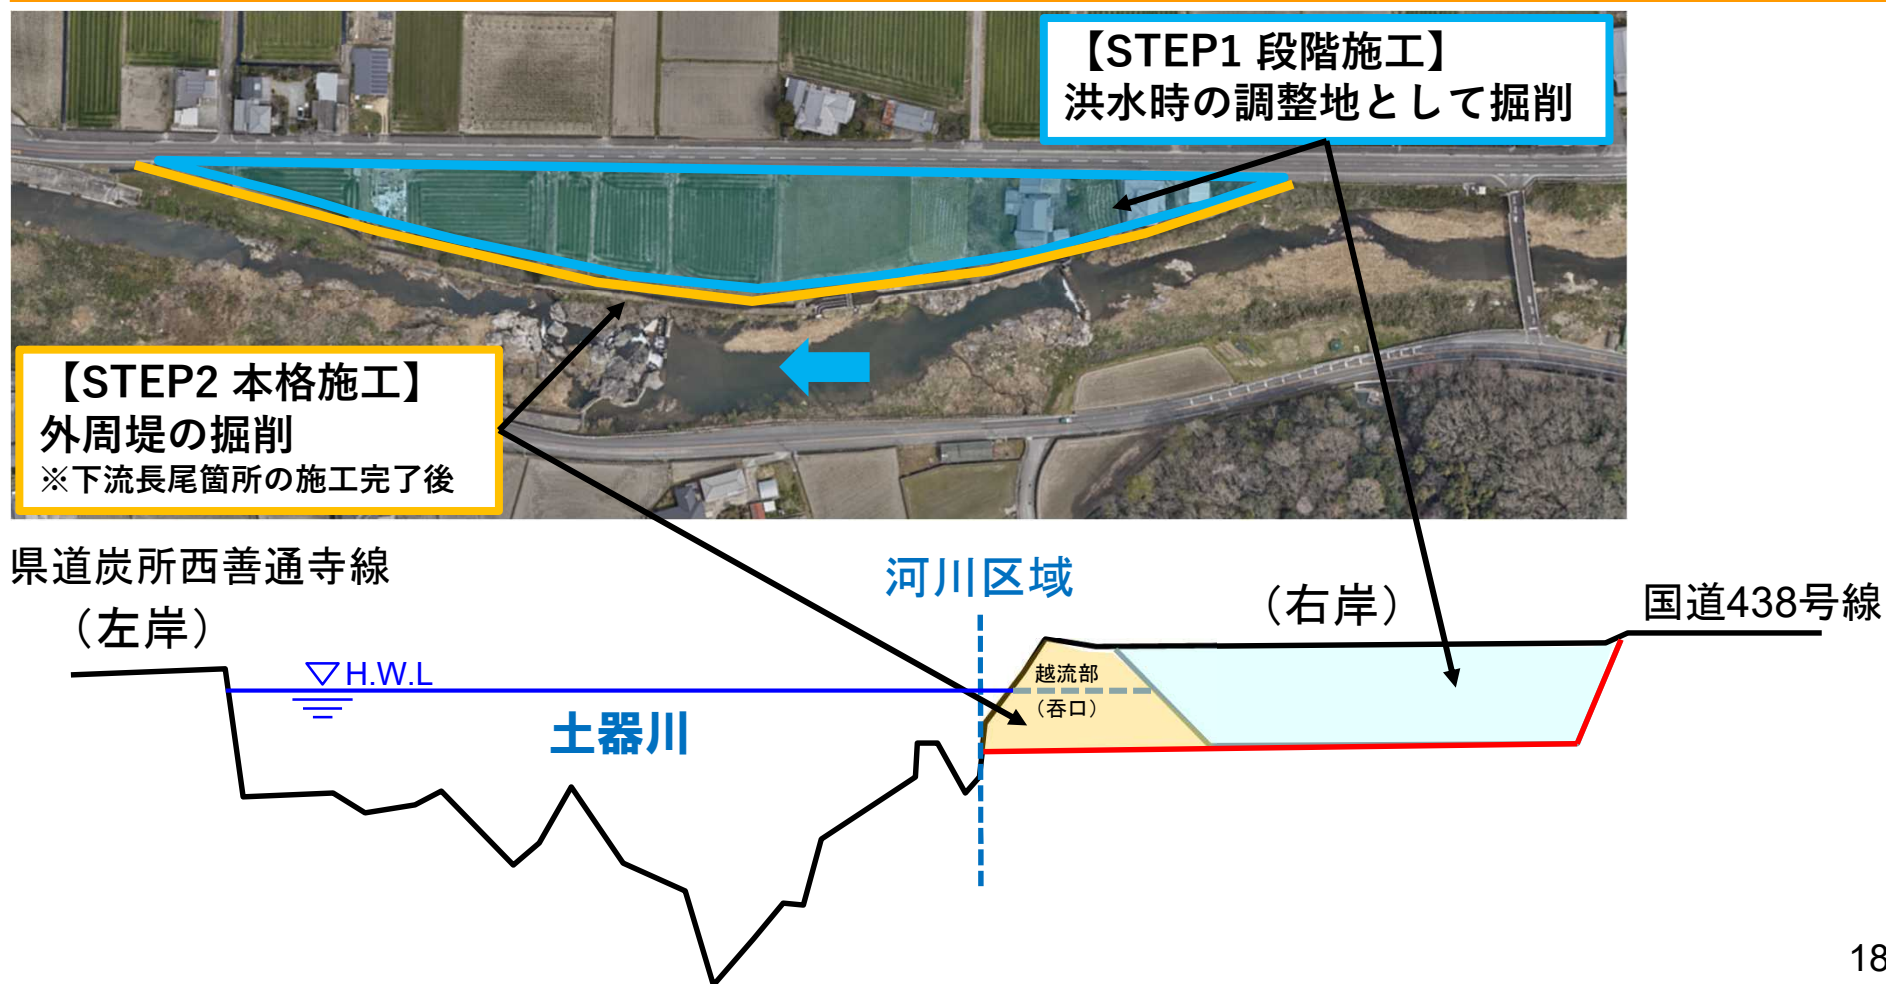 【STEP1 段階施工】
洪水時の調整地として掘削
【STEP2 本格施工】
外周堤の掘削
※下流長尾箇所の施工完了後
県道炭所西善通寺線
（左岸）
河川区域
（右岸）
国道438号線
▽H.W.L
越流部
（呑口）
土器川
18